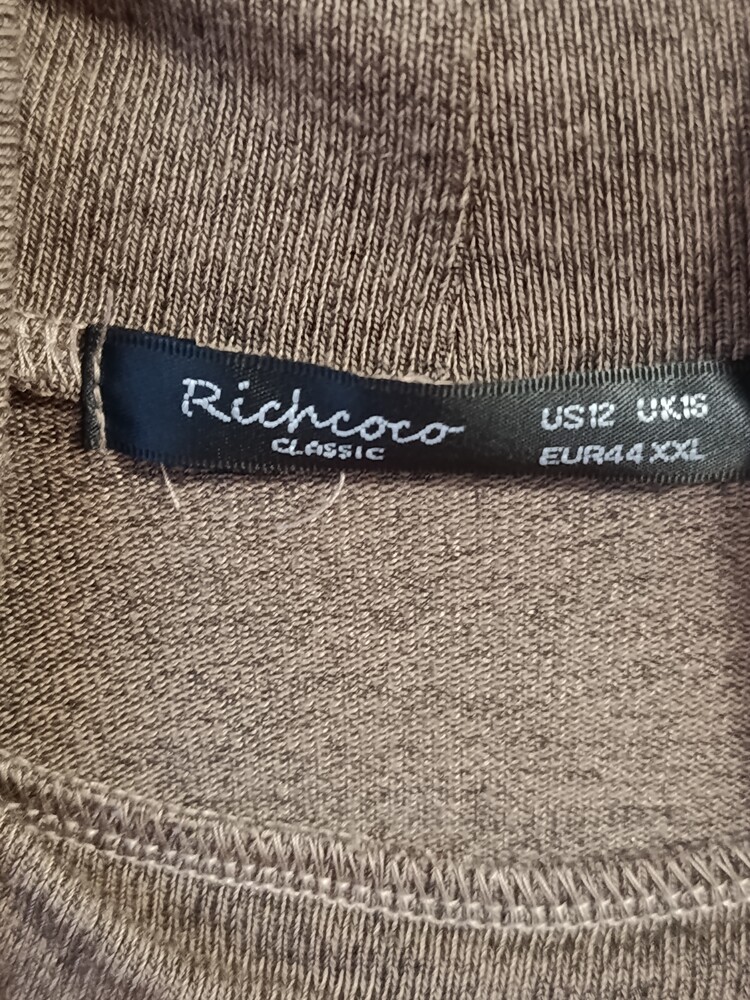 Richcoco
CLASSIC
US12 UK16
EUR44 XXL